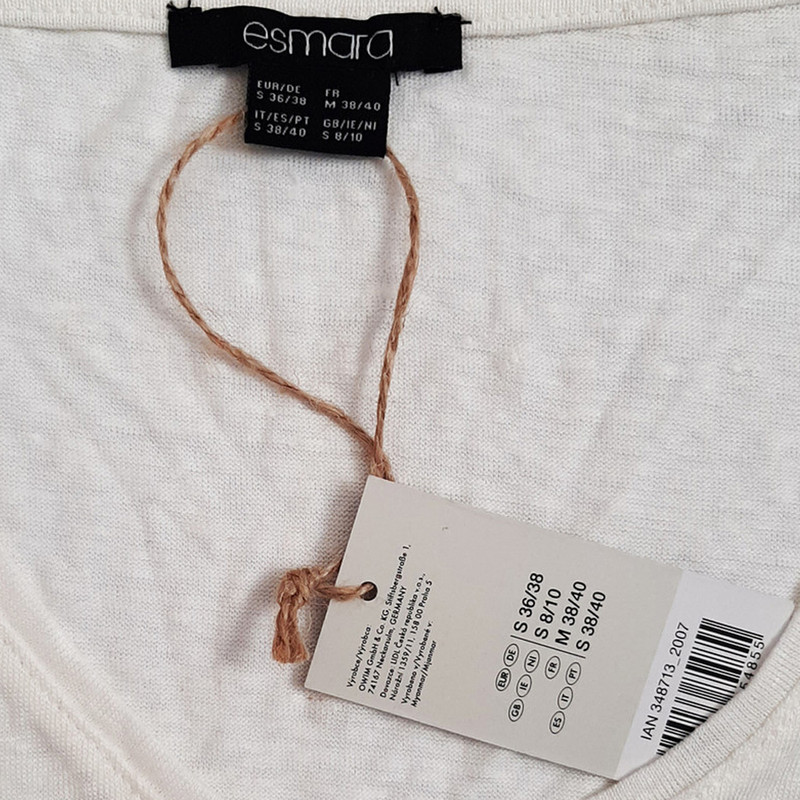 esmara
EUR/DE FR
S 36/38 M 38/40
IT/ES/PT GB/IE/NI
S 38/40 S 8/10
Výrobce/Výrobca:
OWIM GmbH & Co. KG, Stiftsbergstraße 1,
74167 Neckarsulm, GERMANY
Dovozce: LIDL Česká republika v.o.s.,
Nárožní 1359/11, 158 00 Praha 5
Vyrobeno v/Vyrobené v:
Myanmar/Mjanmar
EUR DE S 36/38
GB IE NI S 8/10
FR M 38/40
ES IT PT S 38/40
IAN 348713_2007
54855